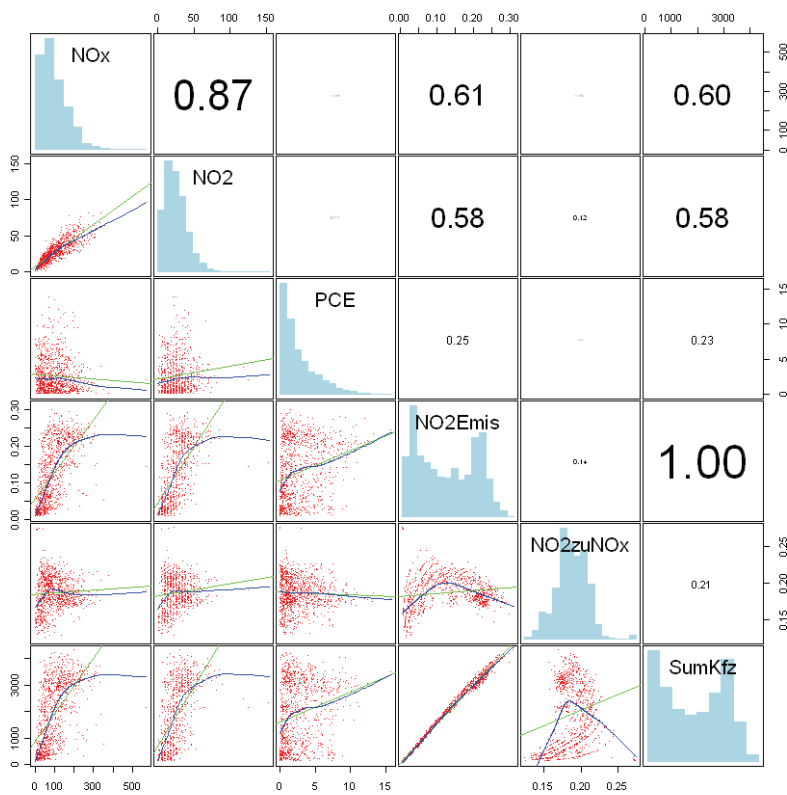 0 50 100 150 0.00 0.10 0.20 0.30 0 3000
NOx
0.87 0.61 0.60
0 100 300 500
0 50 100 150
NO2
0.58 0.12 0.58
PCE
0.25 0.23
0 5 10 15
0.00 0.10 0.20 0.30
NO2Emis
0.14 1.00
NO2zuNOx
0.21
0.15 0.20 0.25
0 1000 3000
SumKfz
0 100 300 500 0 5 10 15 0.15 0.20 0.25